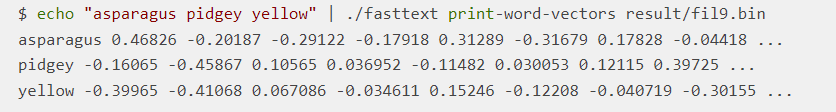 $ echo "asparagus pidgey yellow" | ./fasttext print-word-vectors result/fil9.bin
asparagus 0.46826 -0.20187 -0.29122 -0.17918 0.31289 -0.31679 0.17828 -0.04418 ...
pidgey -0.16065 -0.45867 0.10565 0.036952 -0.11482 0.030053 0.12115 0.39725 ...
yellow -0.39965 -0.41068 0.067086 -0.034611 0.15246 -0.12208 -0.040719 -0.30155 ...